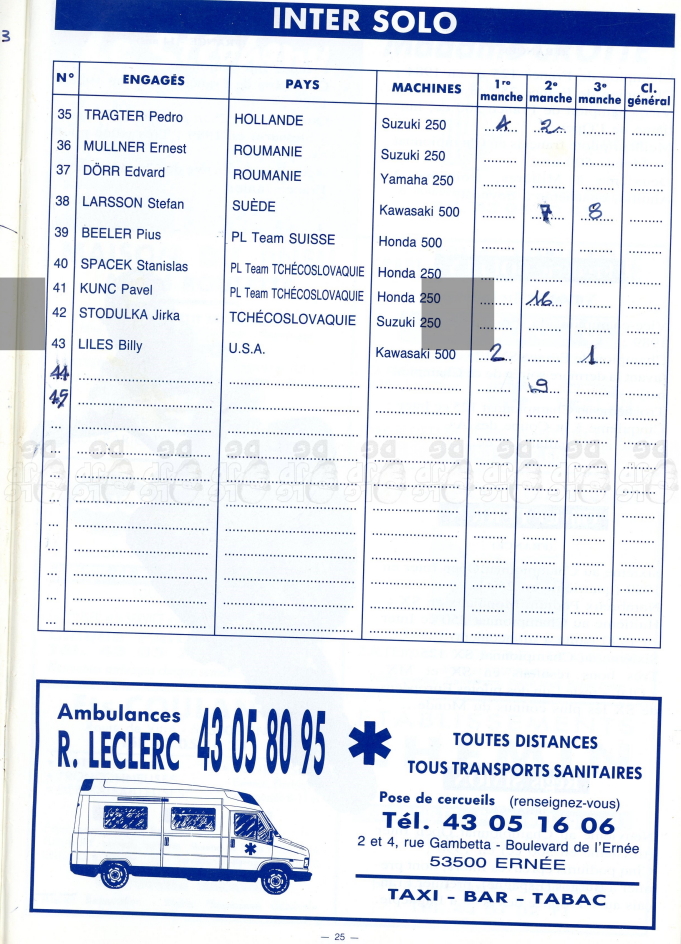 3
INTER SOLO
N° ENGAGÉS PAYS MACHINES 1re manche 2e manche 3e manche Cl. général
35 TRAGTER Pedro HOLLANDE Suzuki 250 ....... 2 ....... .......
36 MULLNER Ernest ROUMANIE Suzuki 250
37 DÖRR Edvard ROUMANIE Yamaha 250
38 LARSSON Stefan SUÈDE Kawasaki 500 7 8
39 BEELER Pius PL Team SUISSE Honda 500
40 SPACEK Stanislas PL Team TCHÉCOSLOVAQUIE Honda 250
41 KUNC Pavel PL Team TCHÉCOSLOVAQUIE Honda 250 16
42 STODULKA Jirka TCHÉCOSLOVAQUIE Suzuki 250
43 LILES Billy U.S.A. Kawasaki 500 2 1
44
45
Ambulances
R. LECLERC 43 05 80 95
TOUTES DISTANCES
TOUS TRANSPORTS SANITAIRES
Pose de cercueils (renseignez-vous)
Tél. 43 05 16 06
2 et 4, rue Gambetta - Boulevard de l'Ernée
53500 ERNÉE
TAXI - BAR - TABAC
— 25 —